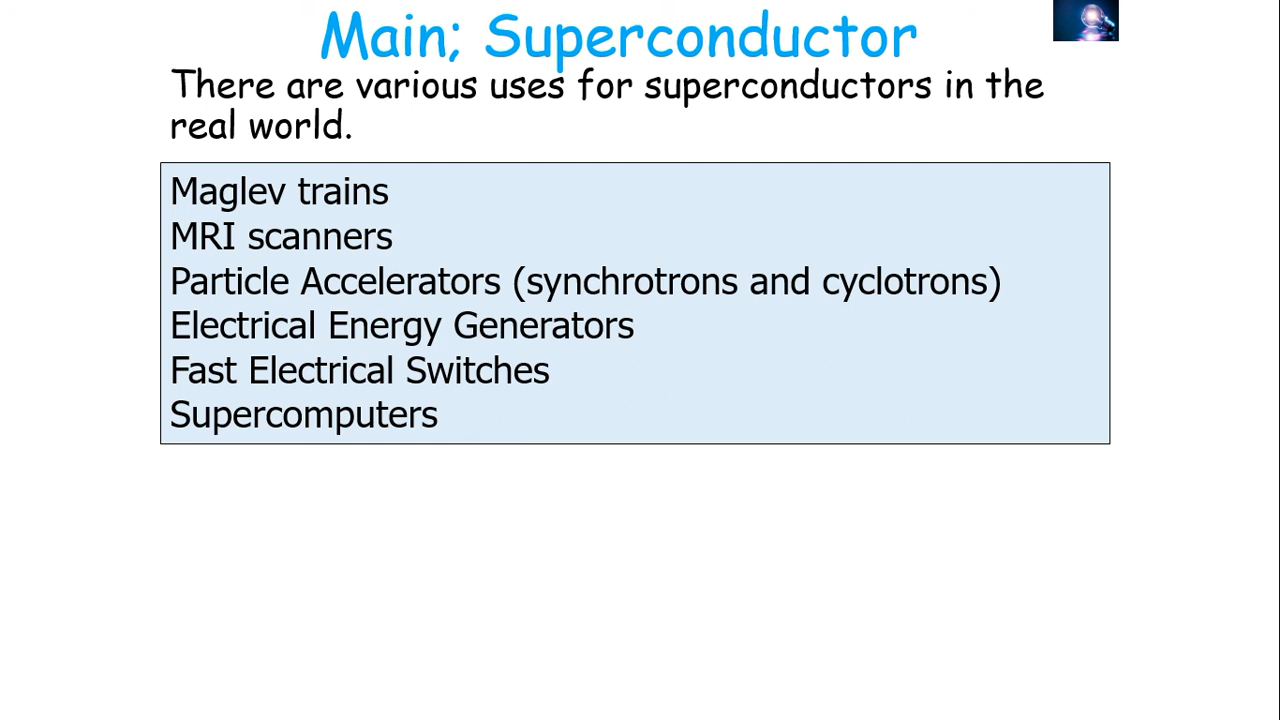 Main; Superconductor
There are various uses for superconductors in the
real world.
Maglev trains
MRI scanners
Particle Accelerators (synchrotrons and cyclotrons)
Electrical Energy Generators
Fast Electrical Switches
Supercomputers